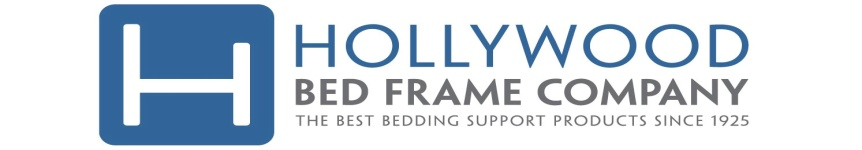 H
HOLLYWOOD
BED FRAME COMPANY
THE BEST BEDDING SUPPORT PRODUCTS SINCE 1925